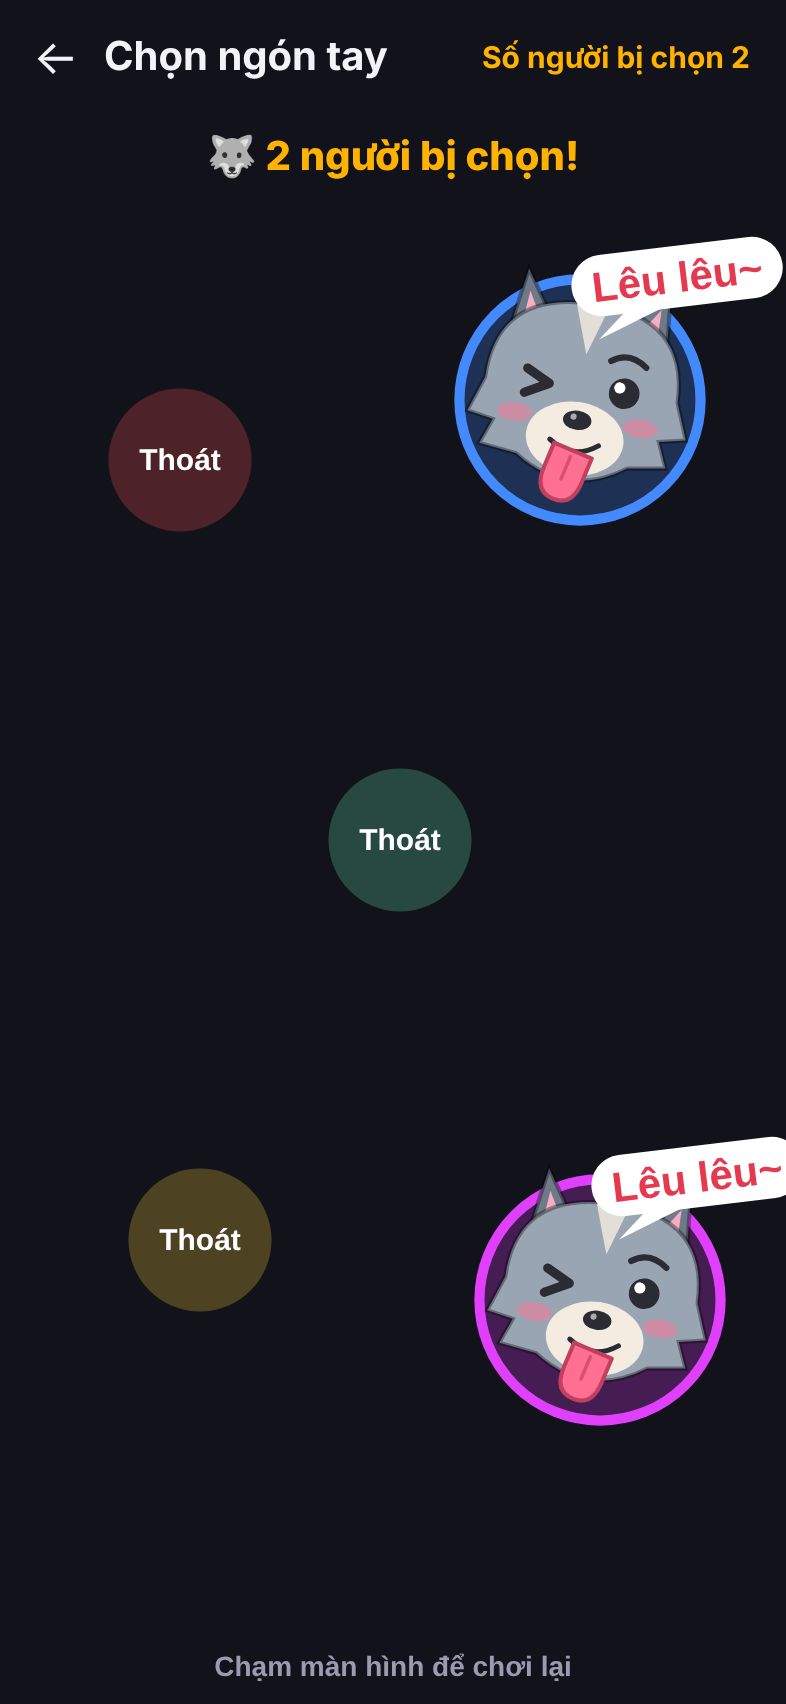 Chọn ngón tay
Số người bị chọn 2
🐺 2 người bị chọn!
Lêu lêu~
Thoát
Thoát
Lêu lêu~
Thoát
Chạm màn hình để chơi lại